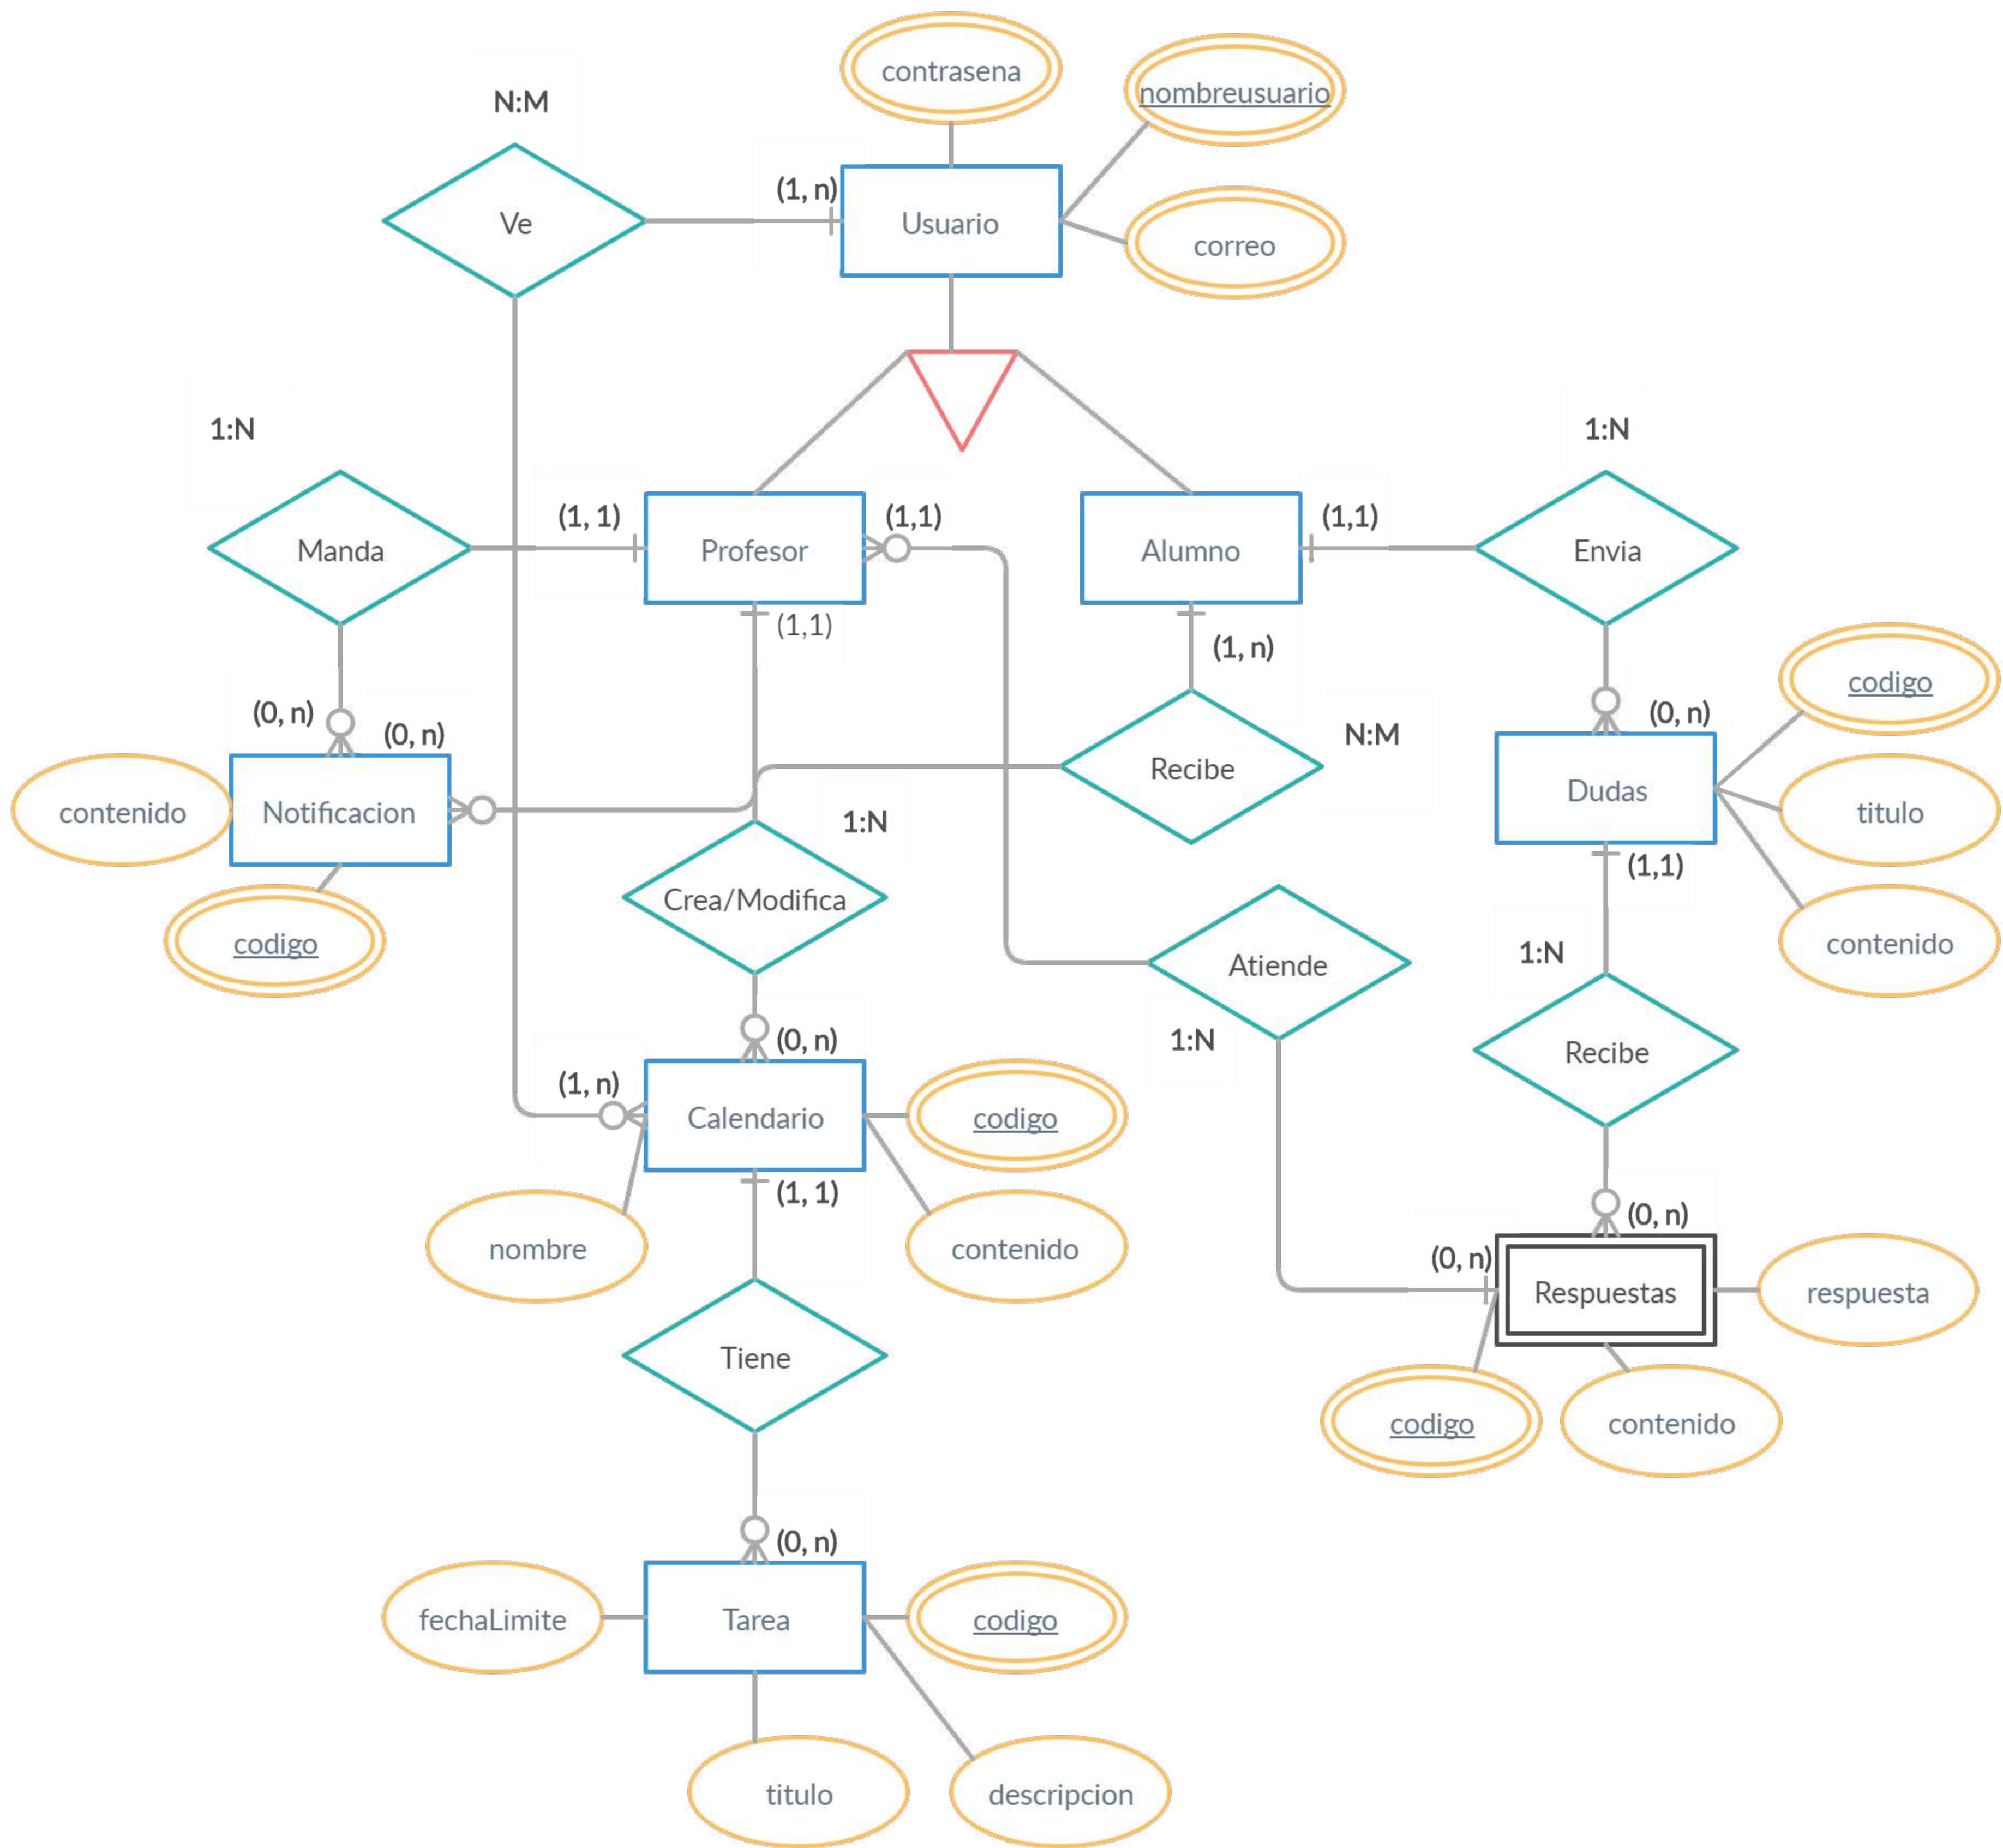 contrasena
nombreusuario
N:M
(1, n)
Ve
Usuario
correo
1:N
1:N
(1, 1)
(1,1)
(1,1)
Manda
Profesor
Alumno
Envia
(1,1)
(1, n)
codigo
(0, n)
(0, n)
(0, n)
N:M
Recibe
Dudas
contenido
Notificacion
titulo
1:N
(1,1)
Crea/Modifica
codigo
1:N
contenido
Atiende
(0, n)
1:N
Recibe
(1, n)
Calendario
codigo
(1, 1)
(0, n)
nombre
contenido
(0, n)
Respuestas
respuesta
Tiene
codigo
contenido
(0, n)
fechaLimite
Tarea
codigo
titulo
descripcion